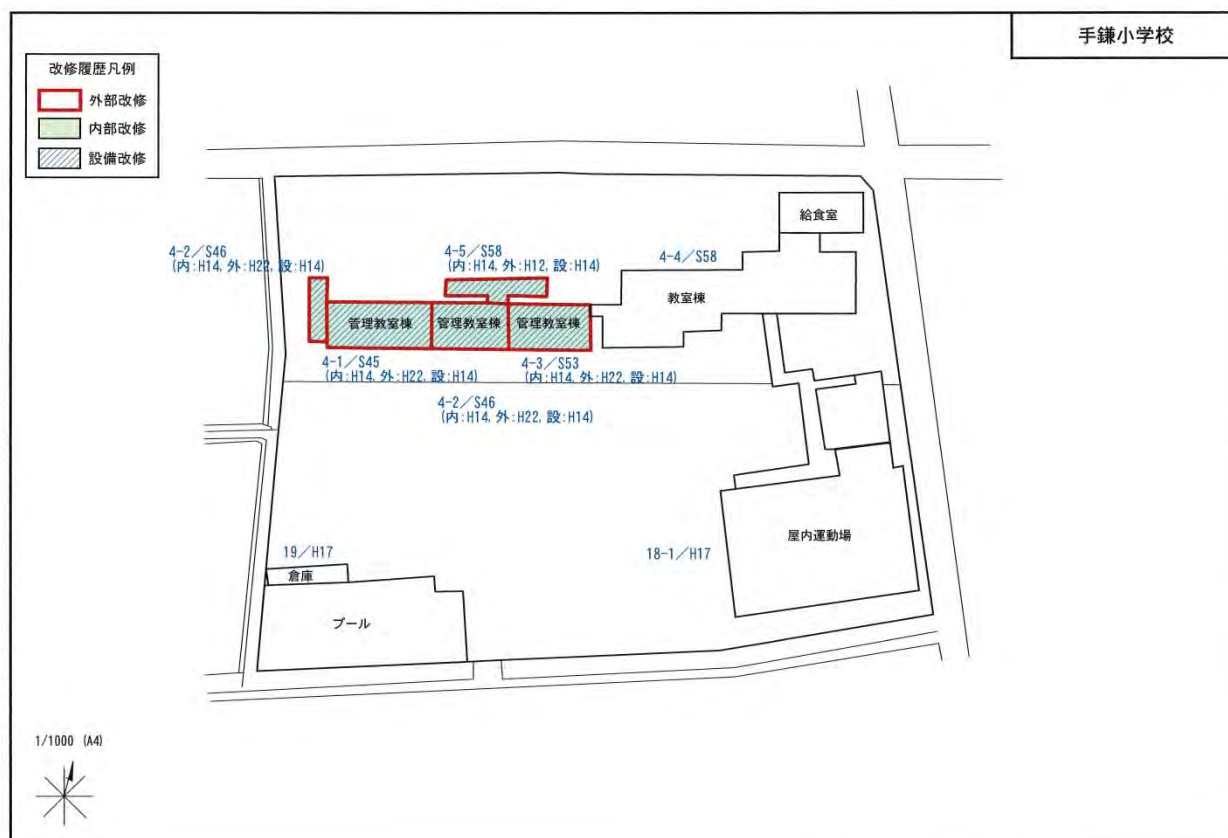 手鎌小学校
改修履歴凡例
外部改修
内部改修
設備改修
給食室
4-2/S46
(内:H14, 外:H22, 設:H14)
4-5/S58
(内:H14, 外:H12, 設:H14)
4-4/S58
教室棟
管理教室棟
管理教室棟
管理教室棟
4-1/S45
(内:H14, 外:H22, 設:H14)
4-3/S53
(内:H14, 外:H22, 設:H14)
4-2/S46
(内:H14, 外:H22, 設:H14)
屋内運動場
18-1/H17
19/H17
倉庫
プール
1/1000 (A4)